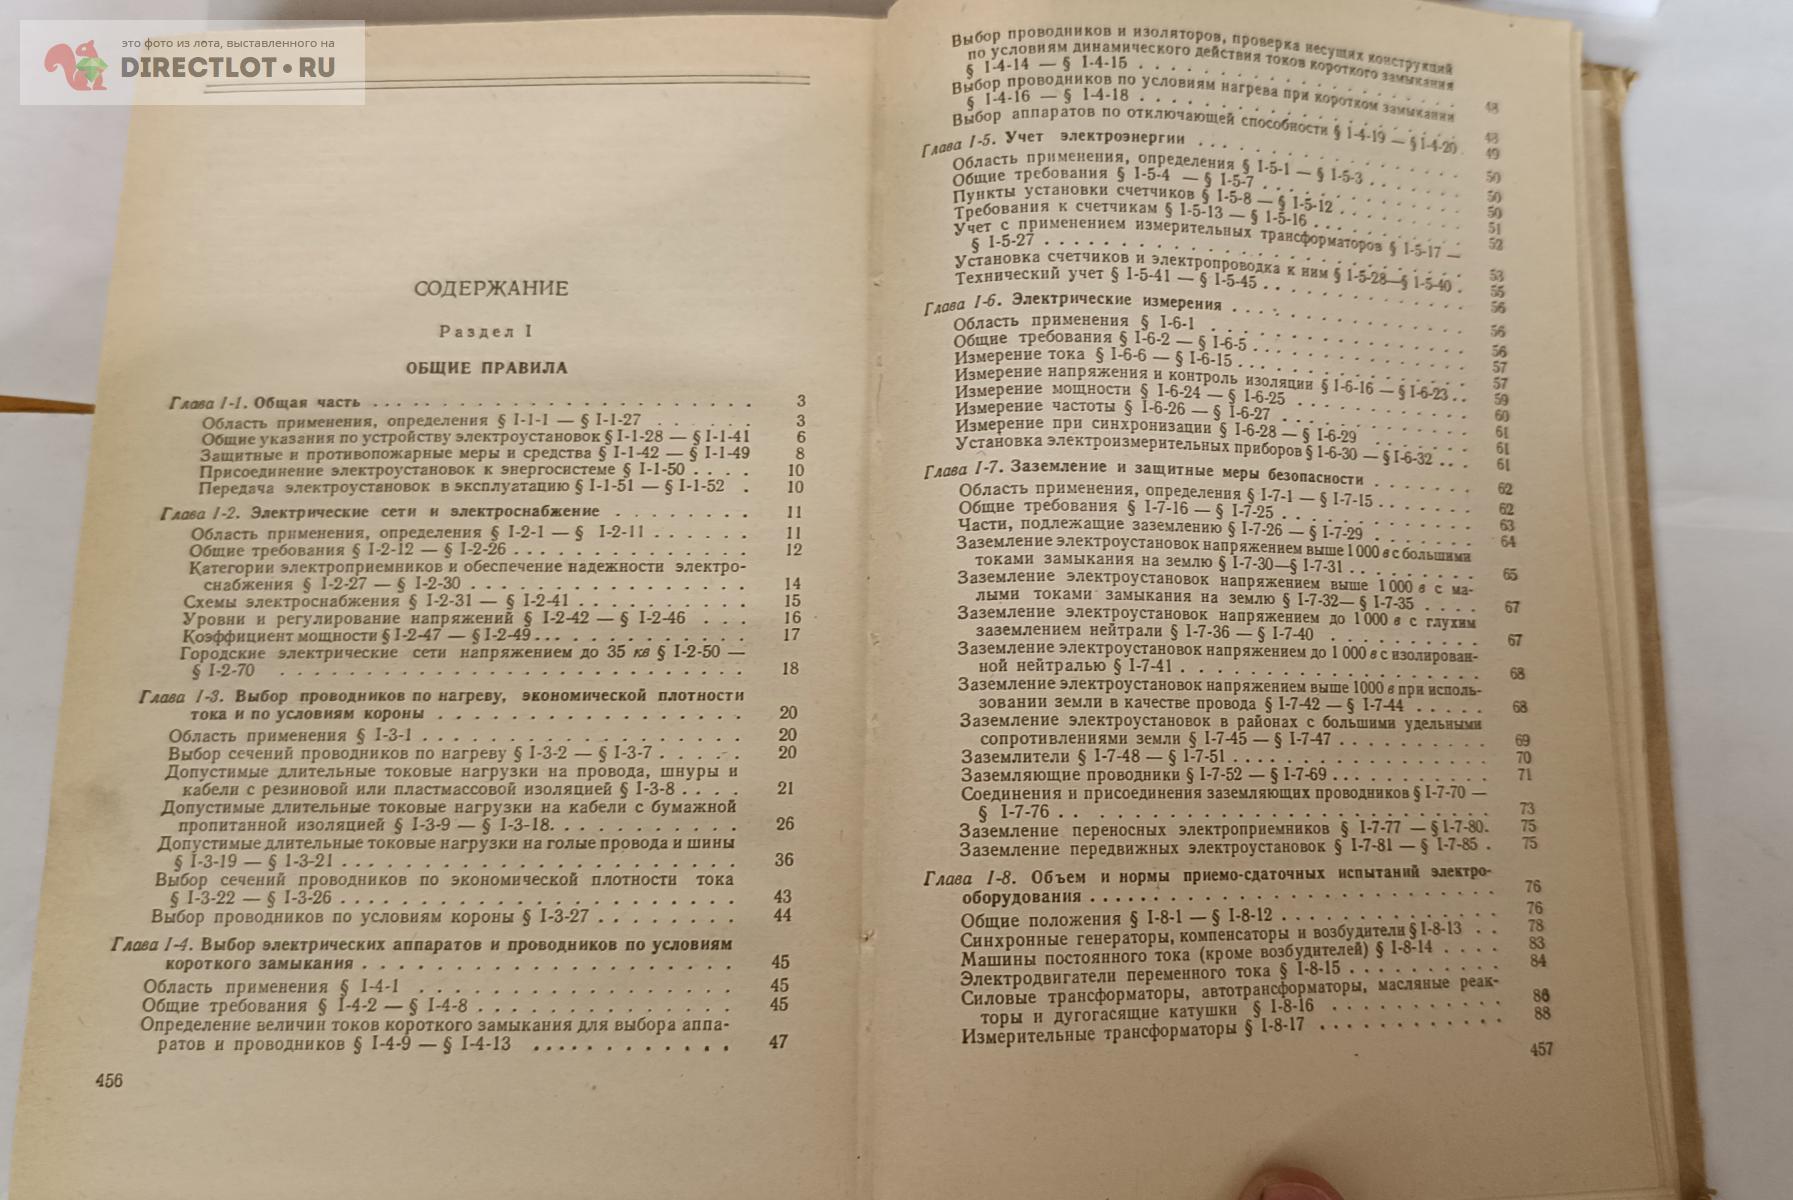 это фото из лота, выставленного на
DIRECTLOT•RU
СОДЕРЖАНИЕ
Раздел I
ОБЩИЕ ПРАВИЛА
Глава I-1. Общая часть . . . . . . . . . . 3
Область применения, определения § I-1-1 — § I-1-27 . . . . . . 3
Общие указания по устройству электроустановок § I-1-28 — § I-1-41 6
Защитные и противопожарные меры и средства § I-1-42 — § I-1-49 8
Присоединение электроустановок к энергосистеме § I-1-50 . . . . 10
Передача электроустановок в эксплуатацию § I-1-51 — § I-1-52 . 10
Глава I-2. Электрические сети и электроснабжение . . . . . . . . 11
Область применения, определения § I-2-1 — § I-2-11 . . . . . . 11
Общие требования § I-2-12 — § I-2-26 . . . . . . . . . . 12
Категории электроприемников и обеспечение надежности электро-
снабжения § I-2-27 — § I-2-30 . . . . . . . . . . 14
Схемы электроснабжения § I-2-31 — § I-2-41 . . . . . . . . . . 15
Уровни и регулирование напряжений § I-2-42 — § I-2-46 . . . 16
Коэффициент мощности § I-2-47 — § I-2-49 . . . . . . . . . . 17
Городские электрические сети напряжением до 35 кв § I-2-50 —
§ I-2-70 . . . . . . . . . . 18
Глава I-3. Выбор проводников по нагреву, экономической плотности
тока и по условиям короны . . . . . . . . . . 20
Область применения § I-3-1 . . . . . . . . . . 20
Выбор сечений проводников по нагреву § I-3-2 — § I-3-7 . . . . . 20
Допустимые длительные токовые нагрузки на провода, шнуры и
кабели с резиновой или пластмассовой изоляцией § I-3-8 . . . . 21
Допустимые длительные токовые нагрузки на кабели с бумажной
пропитанной изоляцией § I-3-9 — § I-3-18. . . . . . . . . . 26
Допустимые длительные токовые нагрузки на голые провода и шины
§ I-3-19 — § 1-3-21 . . . . . . . . . . 36
Выбор сечений проводников по экономической плотности тока
§ I-3-22 — § I-3-26 . . . . . . . . . . 43
Выбор проводников по условиям короны § I-3-27 . . . . . . . . 44
Глава I-4. Выбор электрических аппаратов и проводников по условиям
короткого замыкания . . . . . . . . . . 45
Область применения § I-4-1 . . . . . . . . . . 45
Общие требования § I-4-2 — § I-4-8 . . . . . . . . . . 45
Определение величин токов короткого замыкания для выбора аппа-
ратов и проводников § I-4-9 — § I-4-13 . . . . . . . . . . 47
456
Выбор проводников и изоляторов, проверка несущих конструкций
по условиям динамического действия токов короткого замыкания
§ I-4-14 — § I-4-15 . . . . . . . . . . 48
Выбор проводников по условиям нагрева при коротком замыкании
§ I-4-16 — § I-4-18 . . . . . . . . . . 48
Выбор аппаратов по отключающей способности § I-4-19 — § I-4-20 . 49
Глава I-5. Учет электроэнергии . . . . . . . . . . 50
Область применения, определения § I-5-1 — § I-5-3 . . . . . . 50
Общие требования § I-5-4 — § I-5-7 . . . . . . . . . . 50
Пункты установки счетчиков § I-5-8 — § I-5-12 . . . . . . . 51
Требования к счетчикам § I-5-13 — § 1-5-16 . . . . . . . . 52
Учет с применением измерительных трансформаторов § I-5-17 —
§ I-5-27 . . . . . . . . . . 53
Установка счетчиков и электропроводка к ним § I-5-28—§ I-5-40 . 55
Технический учет § I-5-41 — § I-5-45 . . . . . . . . . . 56
Глава I-6. Электрические измерения . . . . . . . . . . 56
Область применения § I-6-1 . . . . . . . . . . 56
Общие требования § I-6-2 — § I-6-5 . . . . . . . . . . 57
Измерение тока § I-6-6 — § I-6-15 . . . . . . . . . . 57
Измерение напряжения и контроль изоляции § I-6-16 — § I-6-23 . . 59
Измерение мощности § I-6-24 — § I-6-25 . . . . . . . . . 60
Измерение частоты § I-6-26 — § I-6-27 . . . . . . . . . . 61
Измерение при синхронизации § I-6-28 — § I-6-29 . . . . . 61
Установка электроизмерительных приборов § I-6-30 — § I-6-32 . . . 61
Глава I-7. Заземление и защитные меры безопасности . . . . . . . 62
Область применения, определения § I-7-1 — § I-7-15 . . . . . . 62
Общие требования § I-7-16 — § I-7-25 . . . . . . . . . . 63
Части, подлежащие заземлению § I-7-26 — § I-7-29 . . . . . . 64
Заземление электроустановок напряжением выше 1 000 в с большими
токами замыкания на землю § I-7-30—§ I-7-31 . . . . . . . . 65
Заземление электроустановок напряжением выше 1 000 в с ма-
лыми токами замыкания на землю § I-7-32— § I-7-35 . . . . 67
Заземление электроустановок напряжением до 1 000 в с глухим
заземлением нейтрали § I-7-36 — § I-7-40 . . . . . . . . . . 67
Заземление электроустановок напряжением до 1 000 в с изолирован-
ной нейтралью § I-7-41 . . . . . . . . . . 68
Заземление электроустановок напряжением выше 1000 в при исполь-
зовании земли в качестве провода § I-7-42 — § I-7-44 . . . . . 68
Заземление электроустановок в районах с большими удельными
сопротивлениями земли § I-7-45 — § I-7-47 . . . . . . . . . . 69
Заземлители § I-7-48 — § I-7-51 . . . . . . . . . . 70
Заземляющие проводники § I-7-52 — § I-7-69 . . . . . . . . . . 71
Соединения и присоединения заземляющих проводников § I-7-70 —
§ I-7-76 . . . . . . . . . . 73
Заземление переносных электроприемников § I-7-77 — § I-7-80. 75
Заземление передвижных электроустановок § I-7-81 — § I-7-85 . 75
Глава I-8. Объем и нормы приемо-сдаточных испытаний электро-
оборудования . . . . . . . . . . 76
Общие положения § I-8-1 — § I-8-12 . . . . . . . . . . 76
Синхронные генераторы, компенсаторы и возбудители § I-8-13 . . 78
Машины постоянного тока (кроме возбудителей) § I-8-14 . . . . 83
Электродвигатели переменного тока § I-8-15 . . . . . . . . . . 84
Силовые трансформаторы, автотрансформаторы, масляные реак-
торы и дугогасящие катушки § I-8-16 . . . . . . . . . . 86
Измерительные трансформаторы § I-8-17 . . . . . . . . . . 88
457